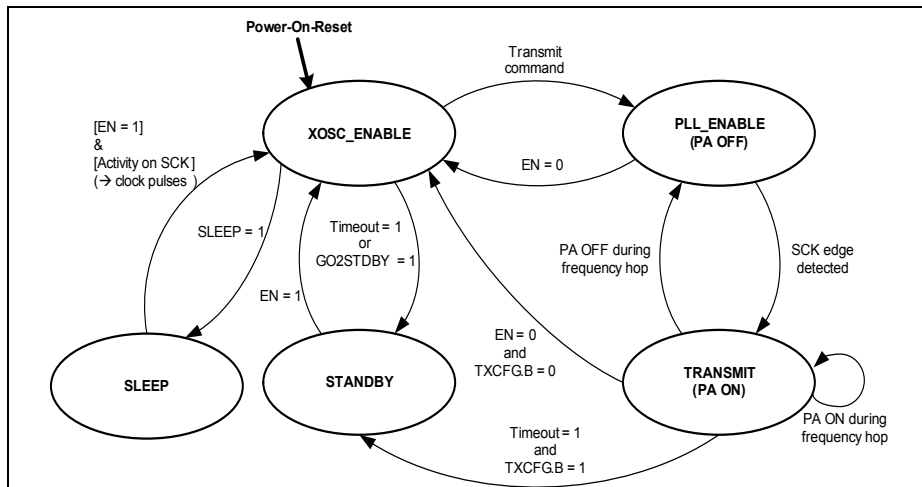 Power-On-Reset
Transmit
command
[EN = 1]
&
[Activity on SCK]
(→ clock pulses )
XOSC_ENABLE
PLL_ENABLE
(PA OFF)
EN = 0
SLEEP = 1
Timeout = 1
or
GO2STDBY = 1
EN = 1
PA OFF during
frequency hop
SCK edge
detected
EN = 0
and
TXCFG.B = 0
SLEEP
STANDBY
TRANSMIT
(PA ON)
PA ON during
frequency hop
Timeout = 1
and
TXCFG.B = 1